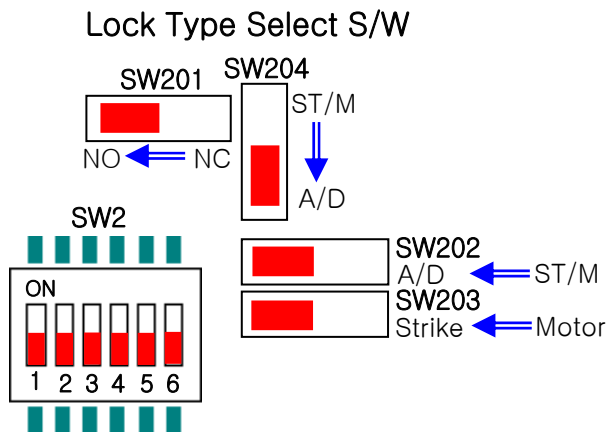 Lock Type Select S/W
SW201
SW204
ST/M
NO
NC
A/D
SW2
SW202
A/D
ST/M
SW203
Strike
Motor
ON
1 2 3 4 5 6